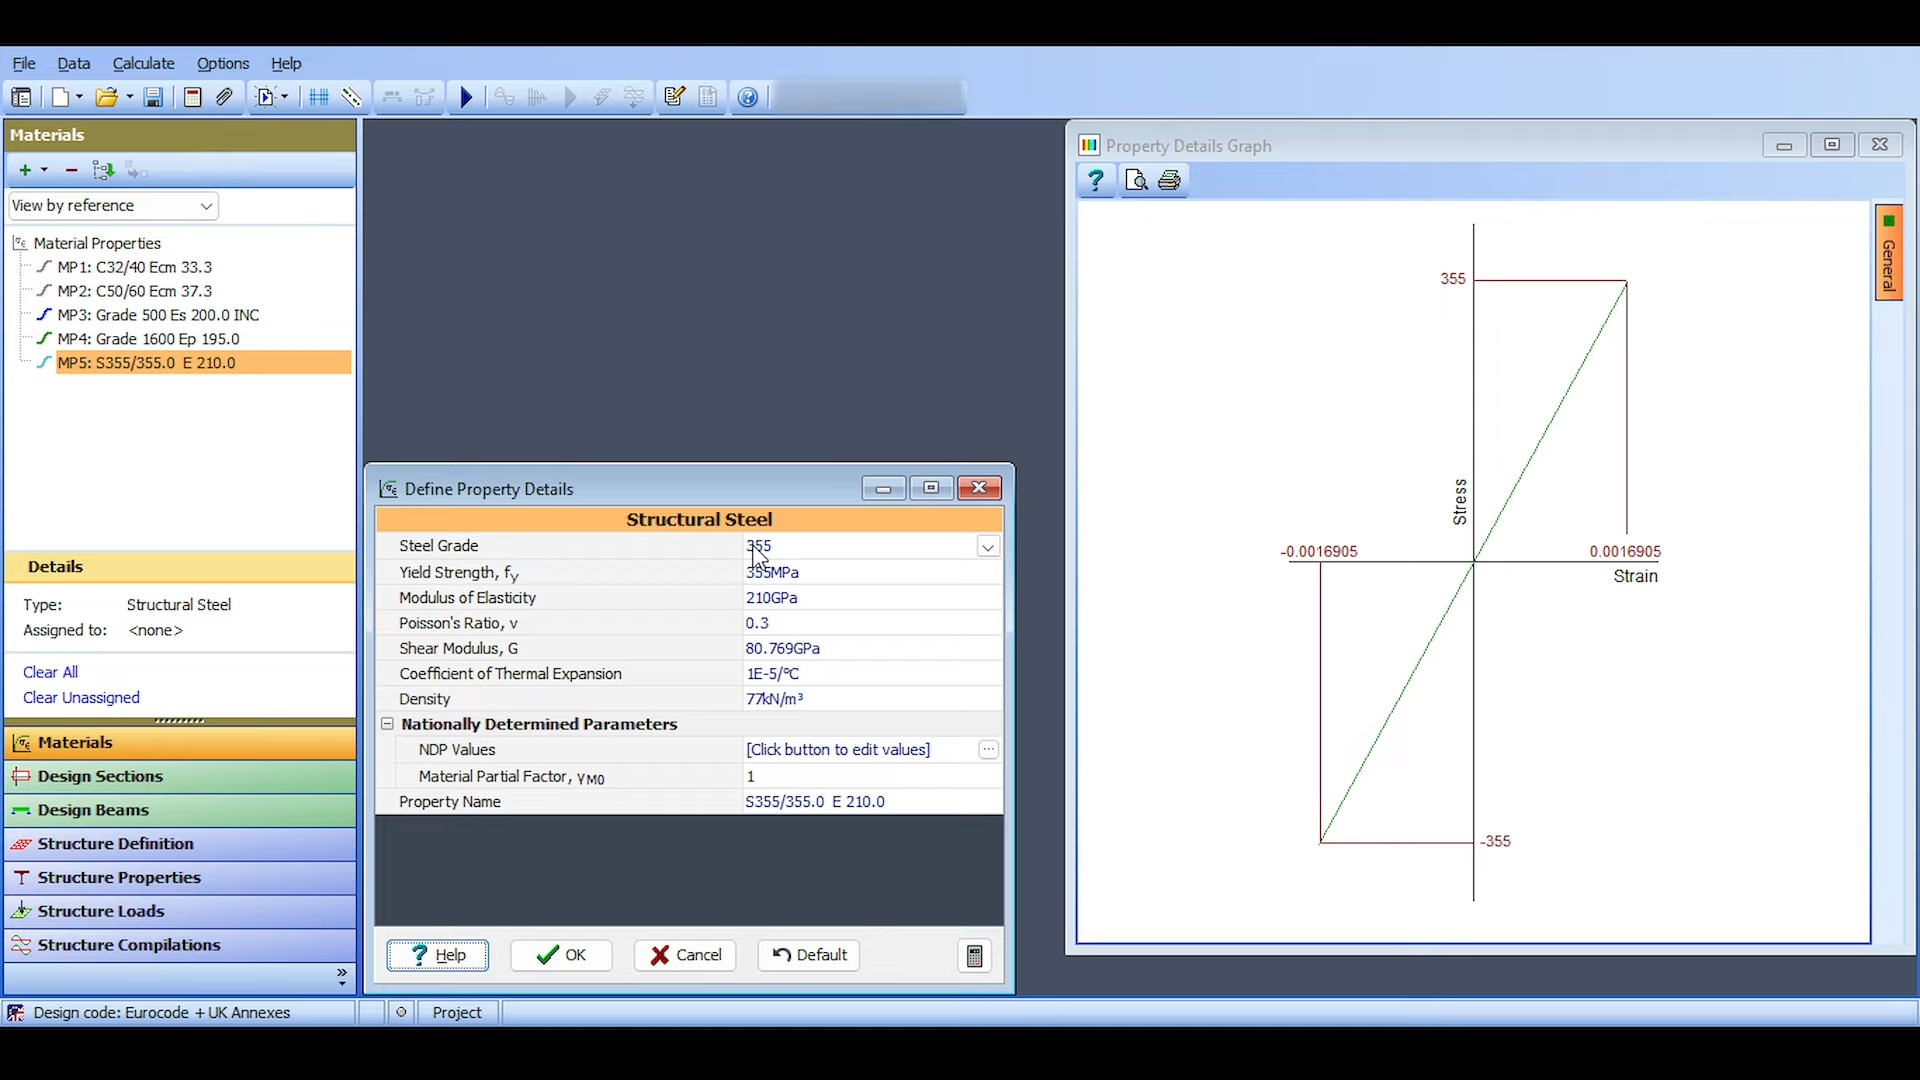 File Data Calculate Options Help
Materials
View by reference
Material Properties
MP1: C32/40 Ecm 33.3
MP2: C50/60 Ecm 37.3
MP3: Grade 500 Es 200.0 INC
MP4: Grade 1600 Ep 195.0
MP5: S355/355.0 E 210.0
Details
Type: Structural Steel
Assigned to: <none>
Clear All
Clear Unassigned
Materials
Design Sections
Design Beams
Structure Definition
Structure Properties
Structure Loads
Structure Compilations
Define Property Details
Structural Steel
Steel Grade 355
Yield Strength, fy 355MPa
Modulus of Elasticity 210GPa
Poisson's Ratio, ν 0.3
Shear Modulus, G 80.769GPa
Coefficient of Thermal Expansion 1E-5/°C
Density 77kN/m³
Nationally Determined Parameters
NDP Values [Click button to edit values] ...
Material Partial Factor, γM0 1
Property Name S355/355.0 E 210.0
Help OK Cancel Default
Property Details Graph
General
355
Stress
-0.0016905 0.0016905
Strain
-355
Design code: Eurocode + UK Annexes Project